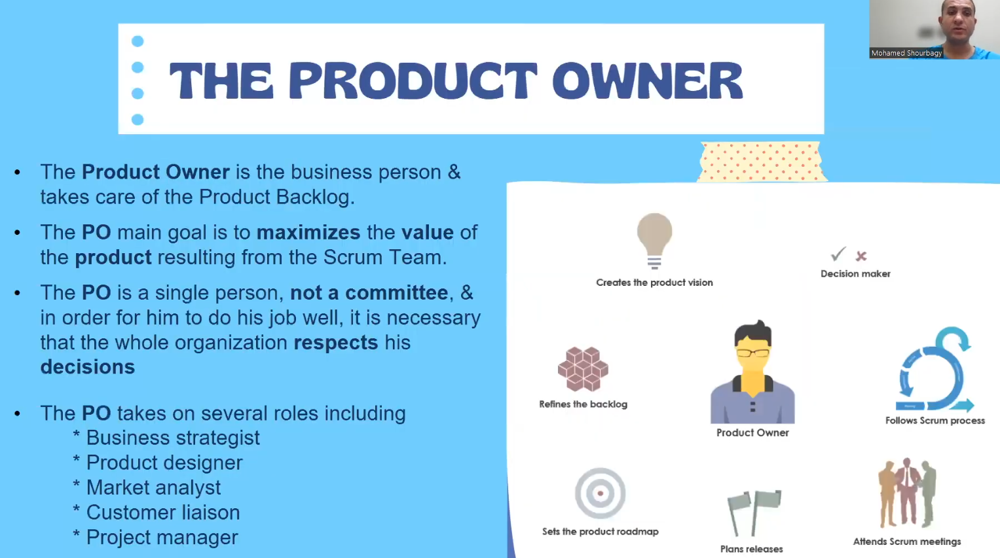 Mohamed Shourbagy
THE PRODUCT OWNER
• The Product Owner is the business person &
takes care of the Product Backlog.
• The PO main goal is to maximizes the value of
the product resulting from the Scrum Team.
• The PO is a single person, not a committee, &
in order for him to do his job well, it is necessary
that the whole organization respects his
decisions
• The PO takes on several roles including
* Business strategist
* Product designer
* Market analyst
* Customer liaison
* Project manager
Creates the product vision
Decision maker
Refines the backlog
Product Owner
Follows Scrum process
Sets the product roadmap
Plans releases
Attends Scrum meetings